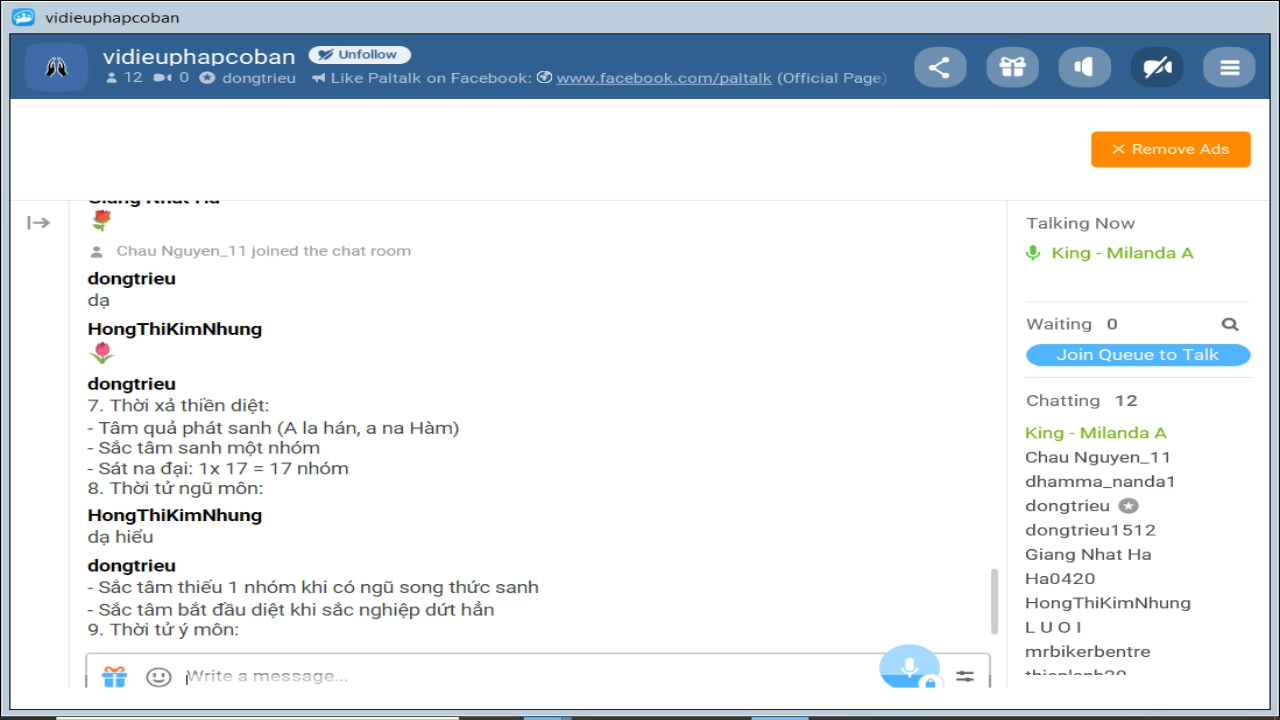 vidieuphapcoban
vidieuphapcoban Unfollow
12 0 dongtrieu Like Paltalk on Facebook: www.facebook.com/paltalk (Official Page)
Remove Ads
Giang Nhat Ha
Chau Nguyen_11 joined the chat room
dongtrieu
dạ
HongThiKimNhung
dongtrieu
7. Thời xả thiền diệt:
- Tâm quả phát sanh (A la hán, a na Hàm)
- Sắc tâm sanh một nhóm
- Sát na đại: 1x 17 = 17 nhóm
8. Thời tử ngũ môn:
HongThiKimNhung
dạ hiểu
dongtrieu
- Sắc tâm thiếu 1 nhóm khi có ngũ song thức sanh
- Sắc tâm bắt đầu diệt khi sắc nghiệp dứt hẳn
9. Thời tử ý môn:
Write a message...
Talking Now
King - Milanda A
Waiting 0
Join Queue to Talk
Chatting 12
King - Milanda A
Chau Nguyen_11
dhamma_nanda1
dongtrieu
dongtrieu1512
Giang Nhat Ha
Ha0420
HongThiKimNhung
L U O I
mrbikerbentre